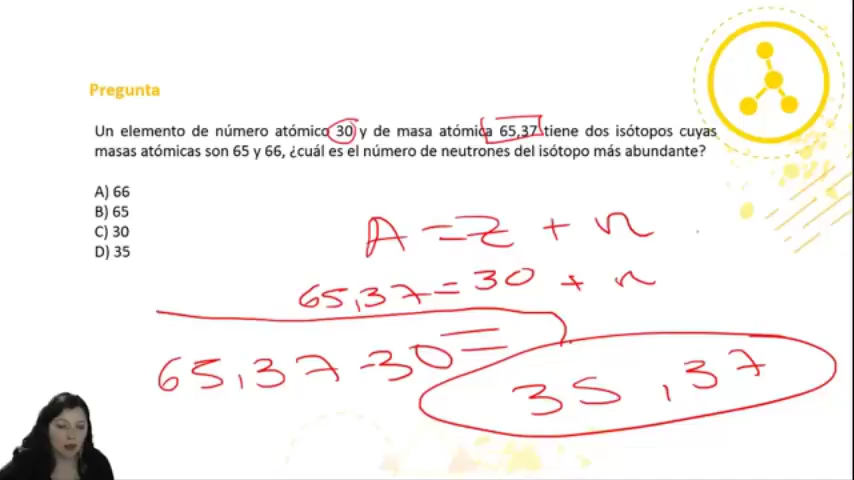 Pregunta
Un elemento de número atómico 30 y de masa atómica 65,37 tiene dos isótopos cuyas
masas atómicas son 65 y 66, ¿cuál es el número de neutrones del isótopo más abundante?
A) 66
B) 65
C) 30
D) 35
A = Z + n
65,37 = 30 + n
65,37 - 30 =
35,37